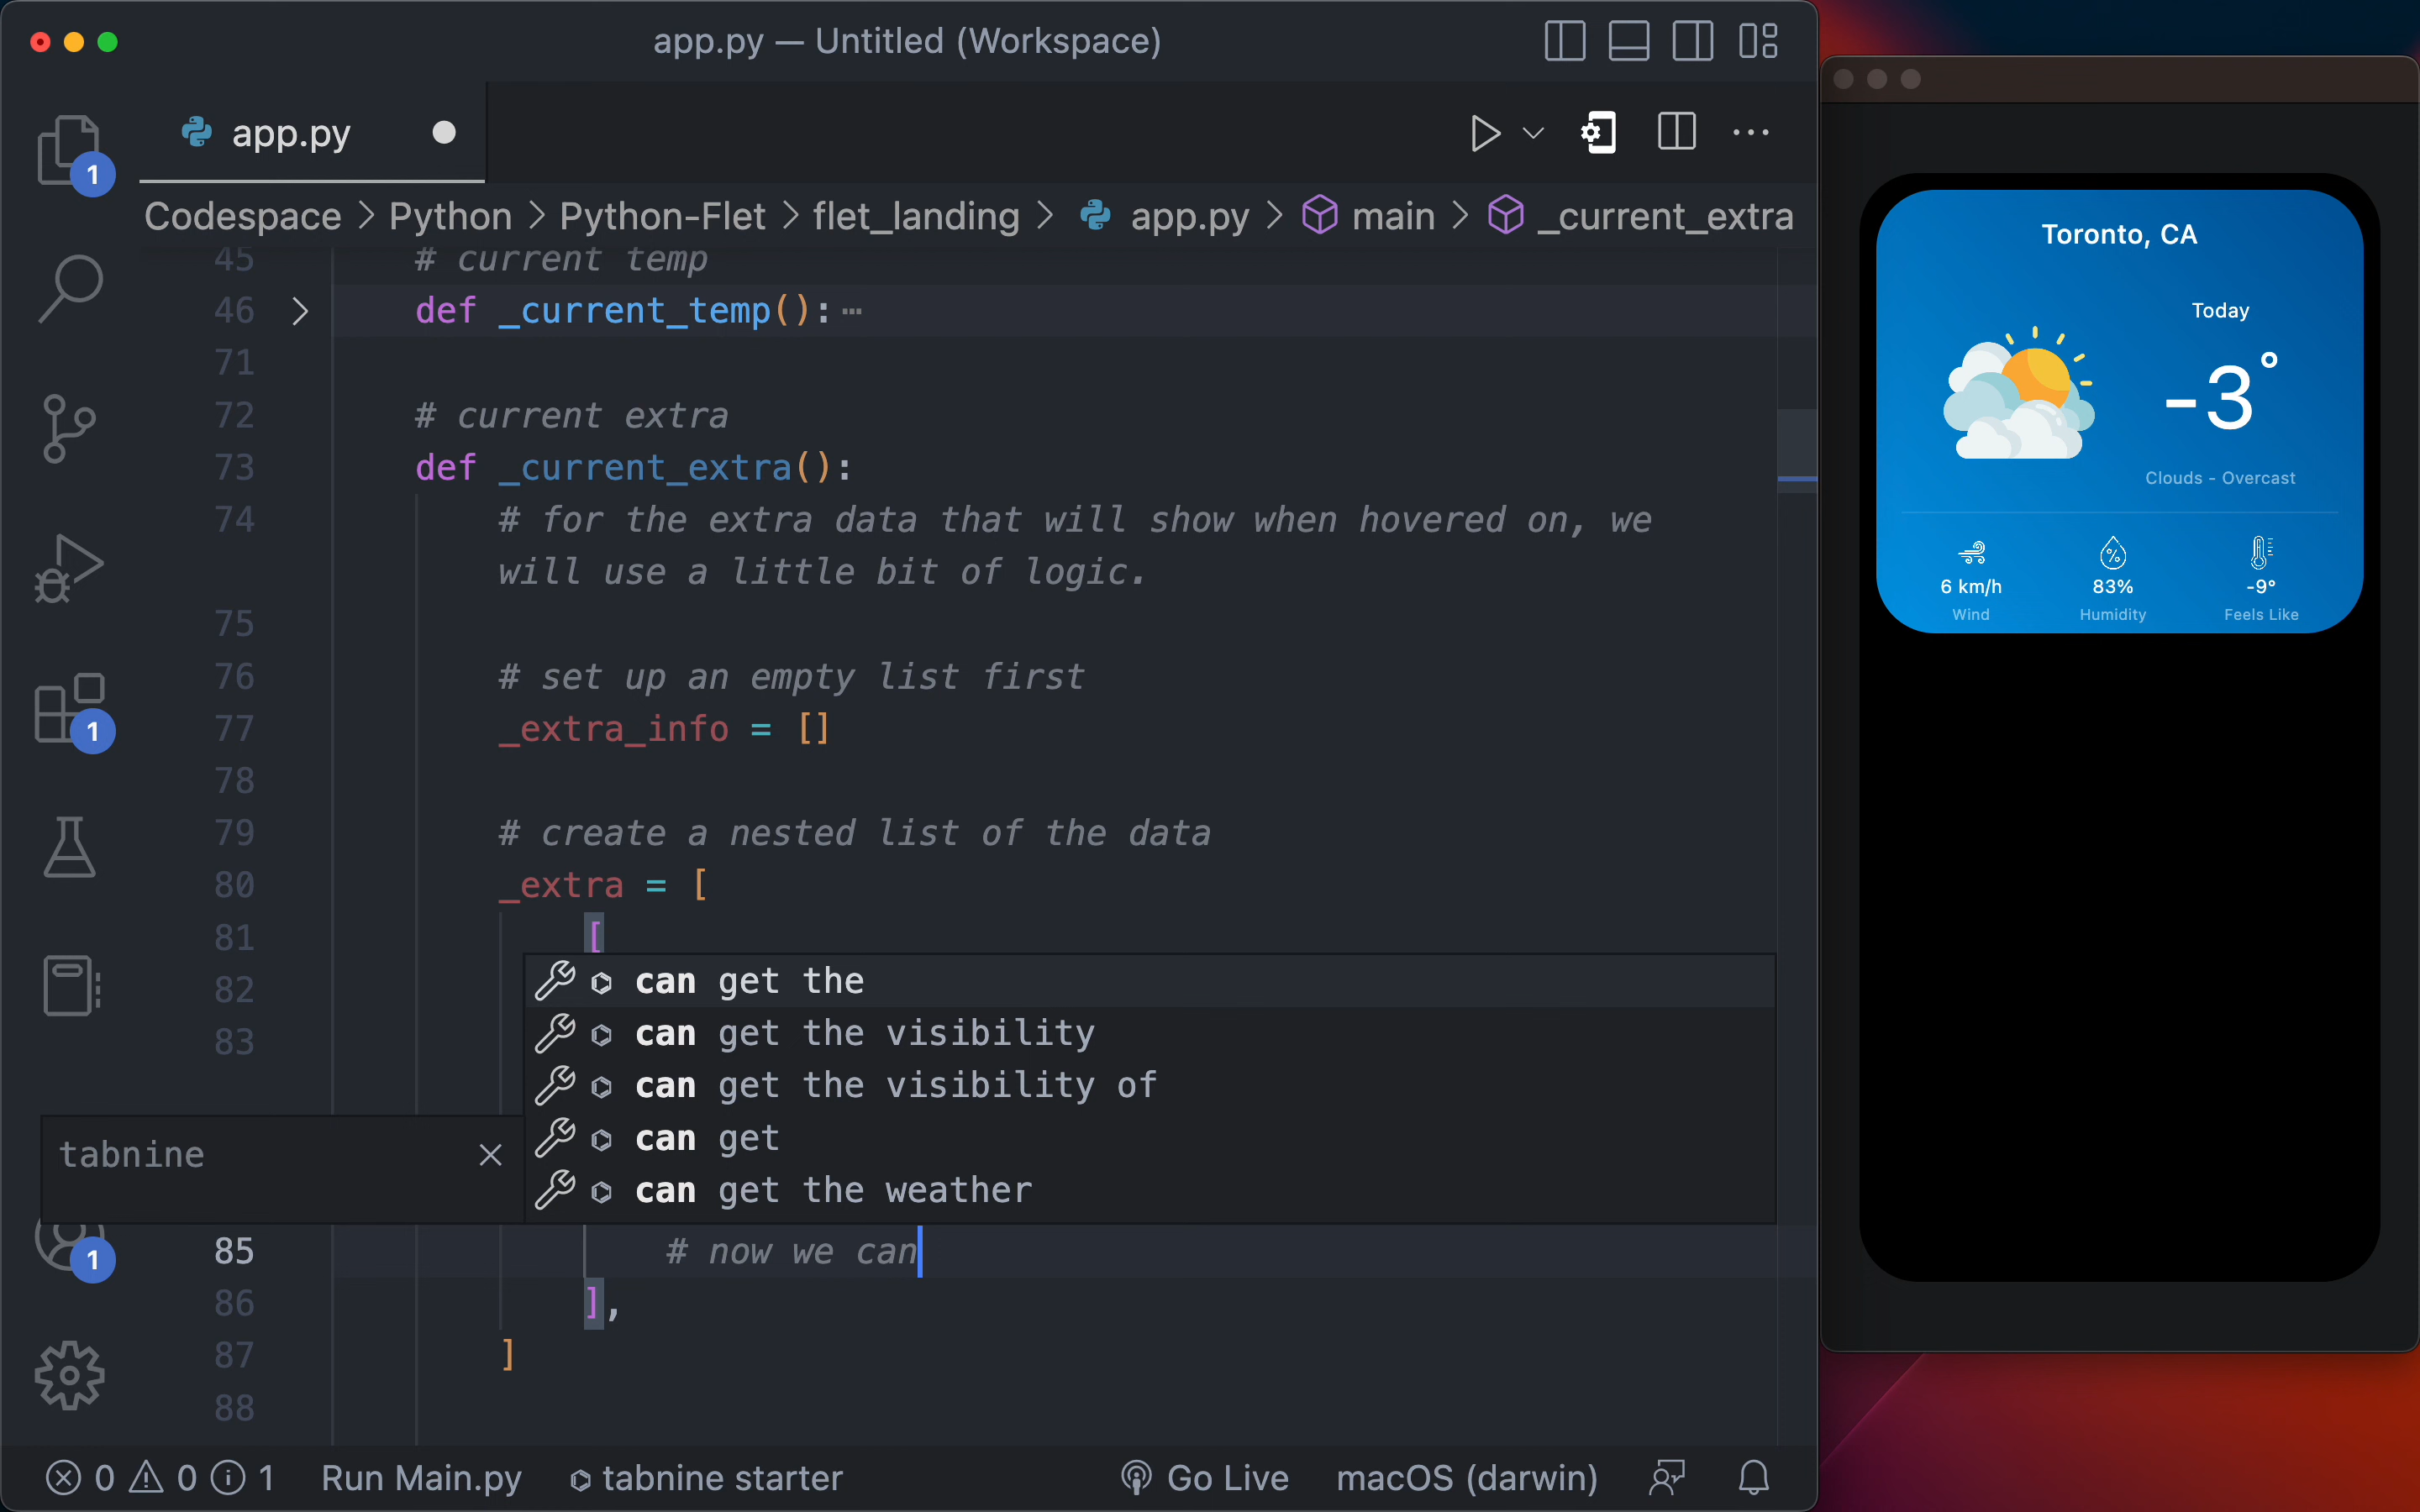 app.py — Untitled (Workspace)
app.py
1
Codespace > Python > Python-Flet > flet_landing > app.py > main > _current_extra
45 # current temp
46 def _current_temp():⋯
71
72 # current extra
73 def _current_extra():
74 # for the extra data that will show when hovered on, we
will use a little bit of logic.
75
76 # set up an empty list first
77 _extra_info = []
78
79 # create a nested list of the data
80 _extra = [
81 [
1
82
83
can get the
can get the visibility
can get the visibility of
can get
can get the weather
tabnine
1
85 # now we can
86 ],
87 ]
88
0 0 1 Run Main.py tabnine starter Go Live macOS (darwin)
Toronto, CA
Today
-3°
Clouds - Overcast
6 km/h 83% -9°
Wind Humidity Feels Like